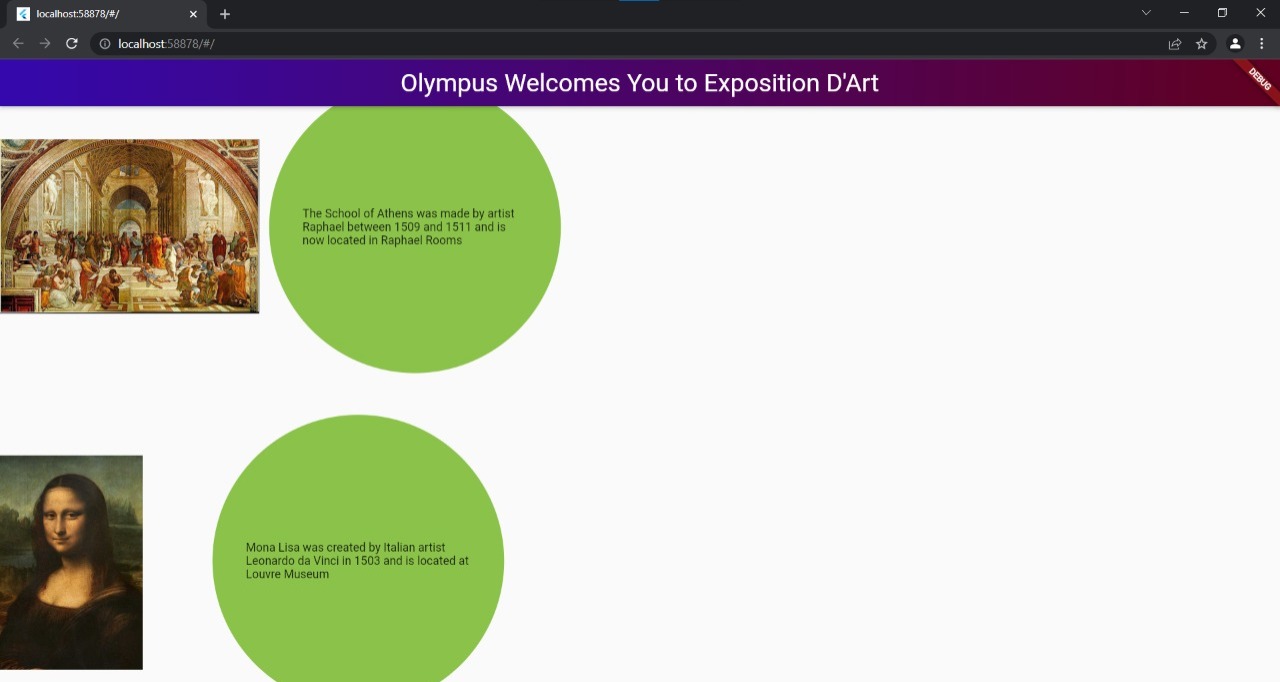 localhost:58878/#/
localhost:58878/#/
Olympus Welcomes You to Exposition D'Art
DEBUG
The School of Athens was made by artist
Raphael between 1509 and 1511 and is
now located in Raphael Rooms
Mona Lisa was created by Italian artist
Leonardo da Vinci in 1503 and is located at
Louvre Museum